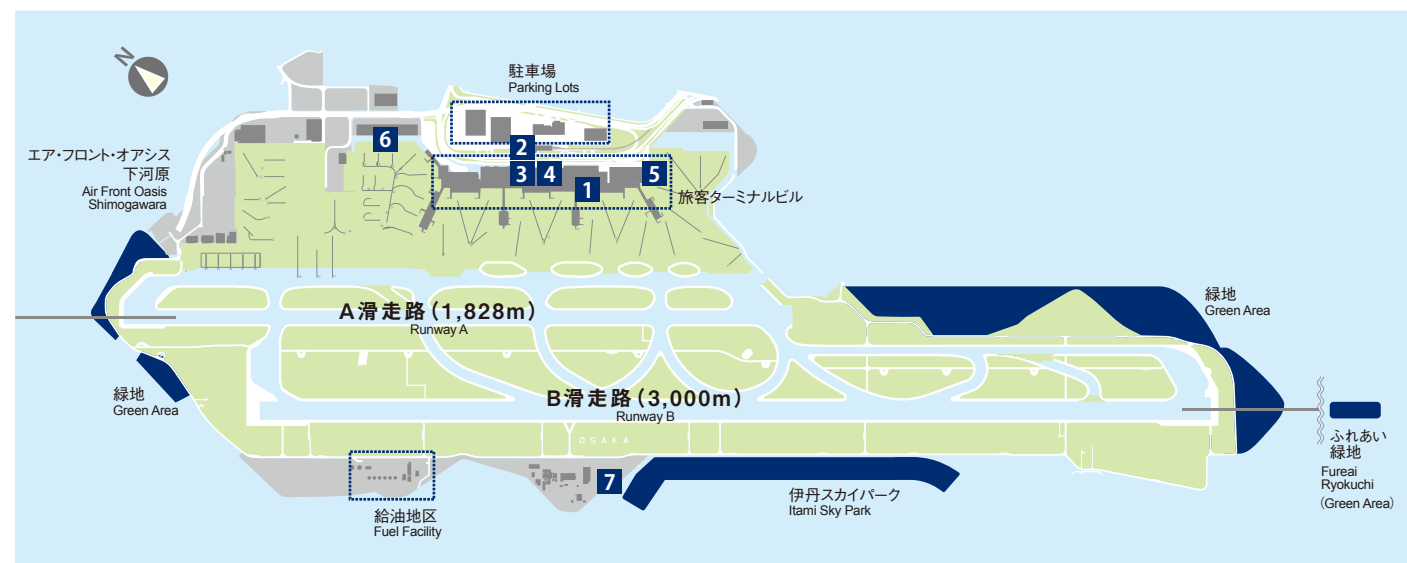 N
駐車場
Parking Lots
エア・フロント・オアシス
下河原
Air Front Oasis
Shimogawara
6
2
3
4
5
1
旅客ターミナルビル
A滑走路（1,828m）
Runway A
緑地
Green Area
緑地
Green Area
B滑走路（3,000m）
Runway B
OSAKA
ふれあい
緑地
Fureai
Ryokuchi
（Green Area）
7
伊丹スカイパーク
Itami Sky Park
給油地区
Fuel Facility